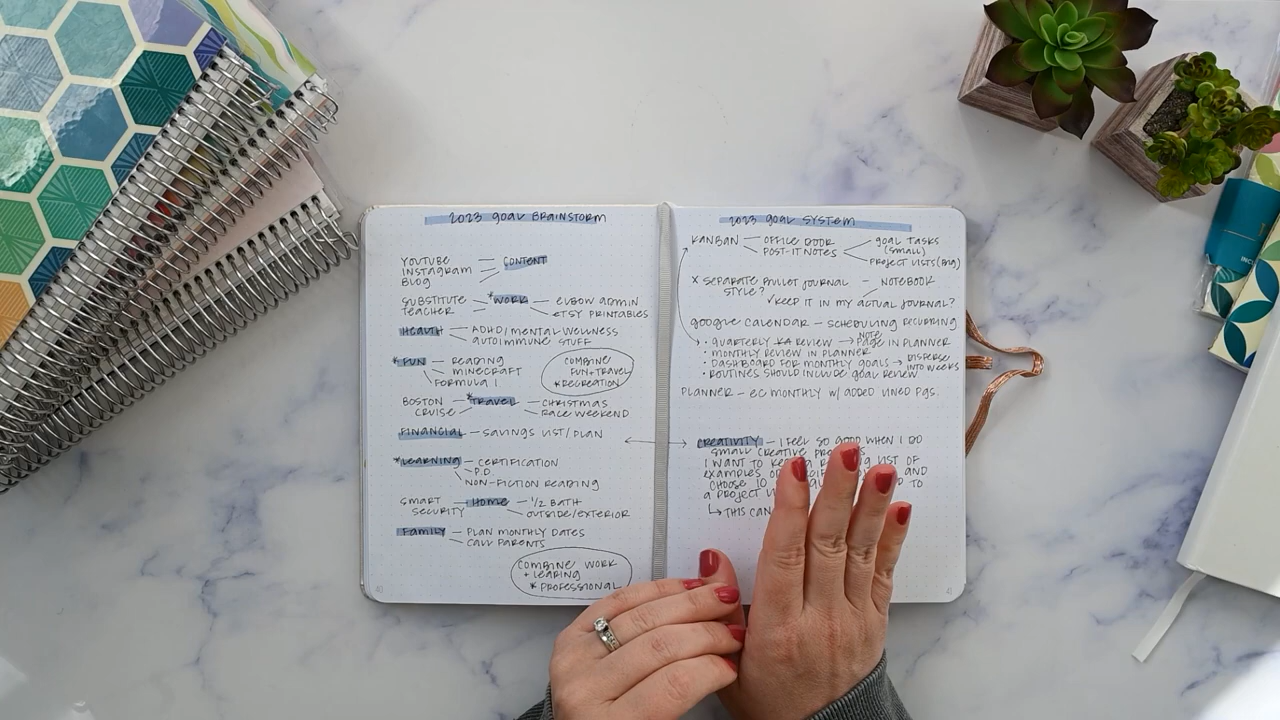 2023 GOAL BRAINSTORM
YOUTUBE
INSTAGRAM
BLOG
CONTENT
SUBSTITUTE
TEACHER
*WORK
ELBOW ADMIN
ETSY PRINTABLES
HEALTH
ADHD/MENTAL WELLNESS
AUTOIMMUNE STUFF
*FUN
READING
MINECRAFT
FORMULA 1
COMBINE
FUN+TRAVEL
*RECREATION
BOSTON
CRUISE
*TRAVEL
CHRISTMAS
RACE WEEKEND
FINANCIAL
SAVINGS LIST/PLAN
*LEARNING
CERTIFICATION
P.D.
NON-FICTION READING
SMART
SECURITY
HOME
1/2 BATH
OUTSIDE/EXTERIOR
FAMILY
PLAN MONTHLY DATES
CALL PARENTS
COMBINE WORK
+ LEARING
* PROFESSIONAL
2023 GOAL SYSTEM
KANBAN
OFFICE DOOR
POST-IT NOTES
GOAL TASKS
(SMALL)
PROJECT LISTS (BIG)
X SEPARATE BULLET JOURNAL — NOTEBOOK
STYLE?
✓KEEP IT IN MY ACTUAL JOURNAL?
GOOGLE CALENDAR — SCHEDULING RECURRING
• QUARTERLY REVIEW → NOTE PAGE IN PLANNER
• MONTHLY REVIEW IN PLANNER
• DASHBOARD FOR MONTHLY GOALS → DISPERSE INTO WEEKS
• ROUTINES SHOULD INCLUDE GOAL REVIEW
PLANNER — EC MONTHLY W/ ADDED LINED PGS.
CREATIVITY — I FEEL SO GOOD WHEN I DO
SMALL CREATIVE
I WANT TO LIST OF
EXAMPLES AND
CHOOSE 10 TO
A PROJECT
↳ THIS CAN